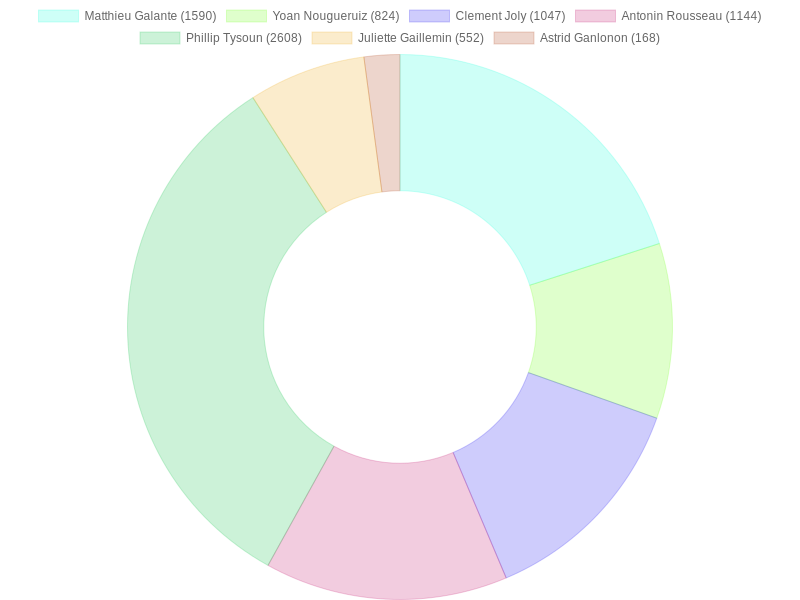 Matthieu Galante (1590) Yoan Nougueruiz (824) Clement Joly (1047) Antonin Rousseau (1144)
Phillip Tysoun (2608) Juliette Gaillemin (552) Astrid Ganlonon (168)